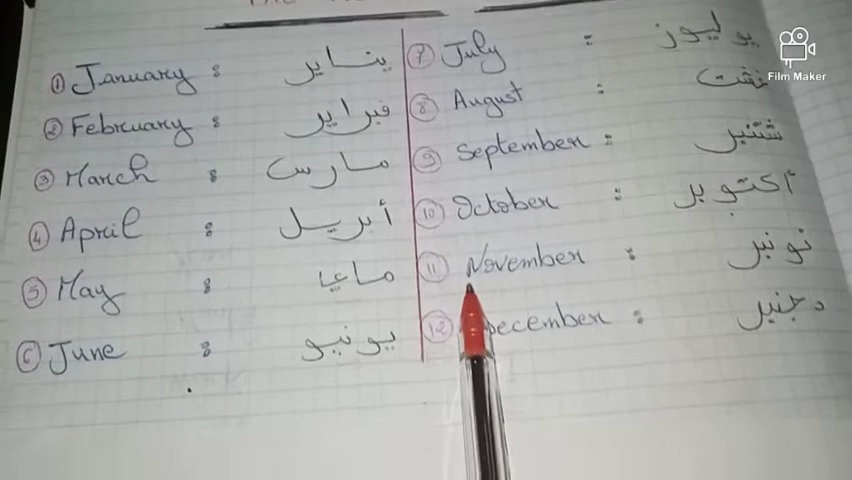 ① January : يناير
② February : فبراير
③ March : مارس
④ April : أبريل
⑤ May : ماي
⑥ June : يونيو
⑦ July : يوليوز
⑧ August : غشت
⑨ September : شتنبر
⑩ October : أكتوبر
⑪ November : نونبر
⑫ December : دجنبر
Film Maker